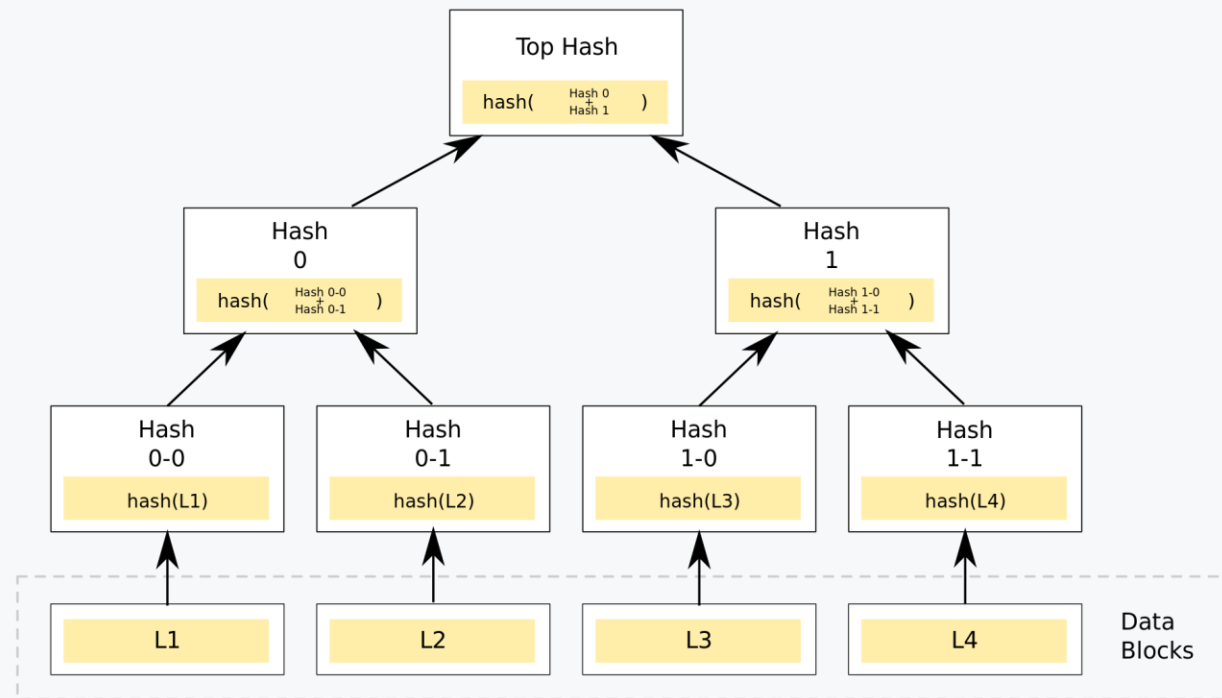 Top Hash
hash( Hash 0 + Hash 1 )
Hash
0
hash( Hash 0-0 + Hash 0-1 )
Hash
1
hash( Hash 1-0 + Hash 1-1 )
Hash
0-0
hash(L1)
Hash
0-1
hash(L2)
Hash
1-0
hash(L3)
Hash
1-1
hash(L4)
L1
L2
L3
L4
Data
Blocks